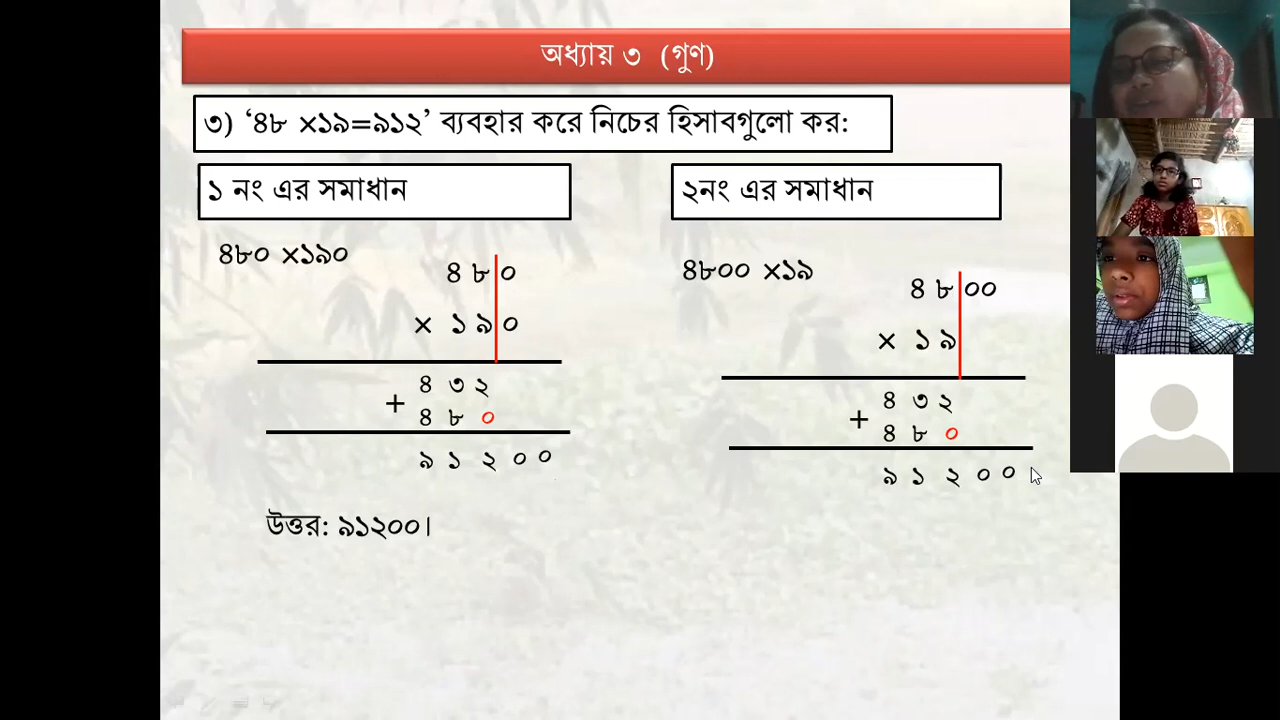 অধ্যায় ৩ (গুণ)
৩) ‘৪৮ ×১৯=৯১২’ ব্যবহার করে নিচের হিসাবগুলো কর:
১ নং এর সমাধান
৪৮০ ×১৯০
৪ ৮ ০
× ১ ৯ ০
৪ ৩ ২
+
৪ ৮ ০
৯ ১ ২ ০ ০
উত্তর: ৯১২০০।
২নং এর সমাধান
৪৮০০ ×১৯
৪ ৮ ০০
× ১ ৯
৪ ৩ ২
+
৪ ৮ ০
৯ ১ ২ ০ ০